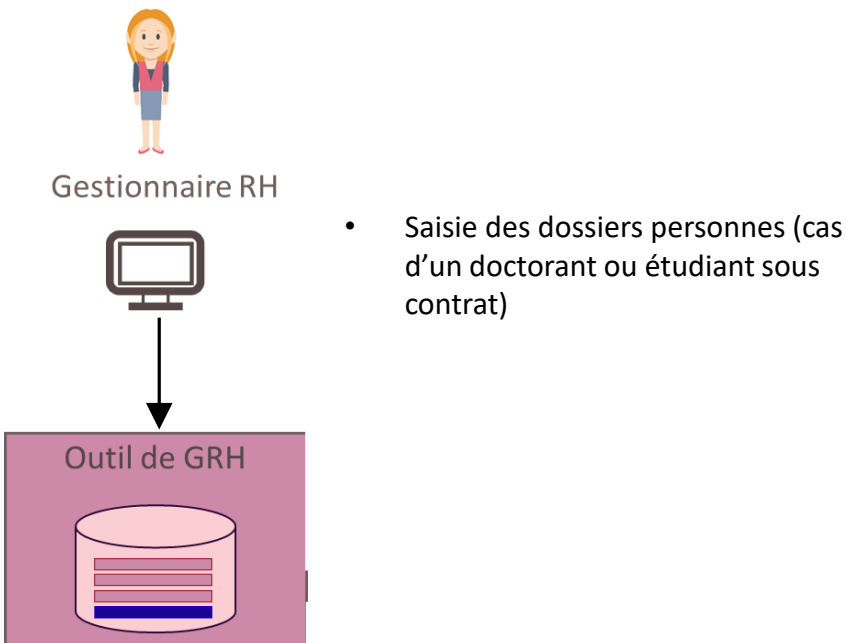 Gestionnaire RH
• Saisie des dossiers personnes (cas
d’un doctorant ou étudiant sous
contrat)
Outil de GRH